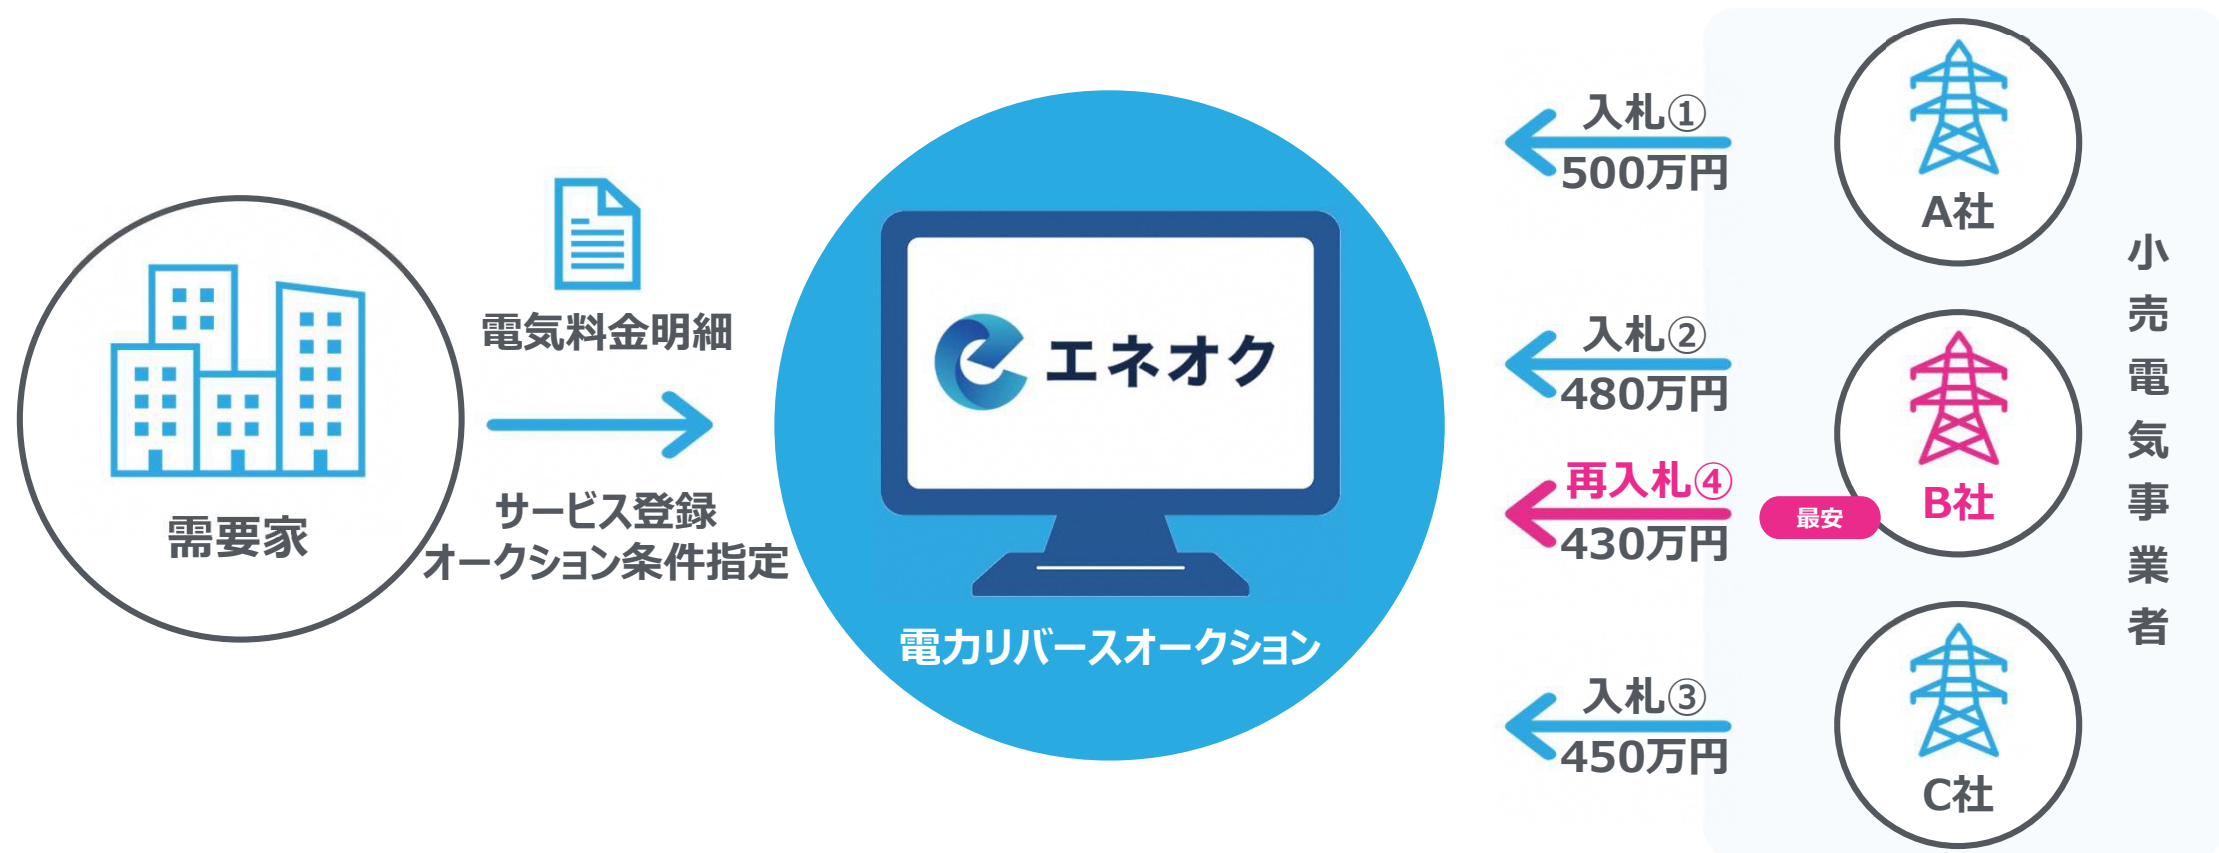 需要家
電気料金明細
サービス登録
オークション条件指定
エネオク
電力リバースオークション
入札①
500万円
入札②
480万円
再入札④
430万円
入札③
450万円
A社
最安
B社
C社
小売電気事業者